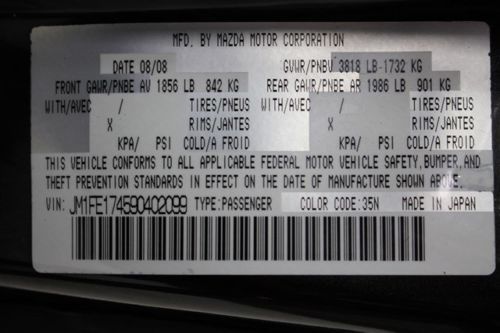 MFD. BY MAZDA MOTOR CORPORATION
DATE 08/08 GVWR/PNBV 3818 LB-1732 KG
FRONT GAWR/PNBE AV 1856 LB 842 KG REAR GAWR/PNBE AR 1986 LB 901 KG
WITH/AVEC / TIRES/PNEUS WITH/AVEC / TIRES/PNEUS
X RIMS/JANTES X RIMS/JANTES
KPA/ PSI COLD/A FROID KPA/ PSI COLD/A FROID
THIS VEHICLE CONFORMS TO ALL APPLICABLE FEDERAL MOTOR VEHICLE SAFETY,BUMPER,AND
THEFT PREVENTION STANDARDS IN EFFECT ON THE DATE OF MANUFACTURE SHOWN ABOVE.
VIN: JM1FE174590402099 TYPE:PASSENGER COLOR CODE:35N MADE IN JAPAN